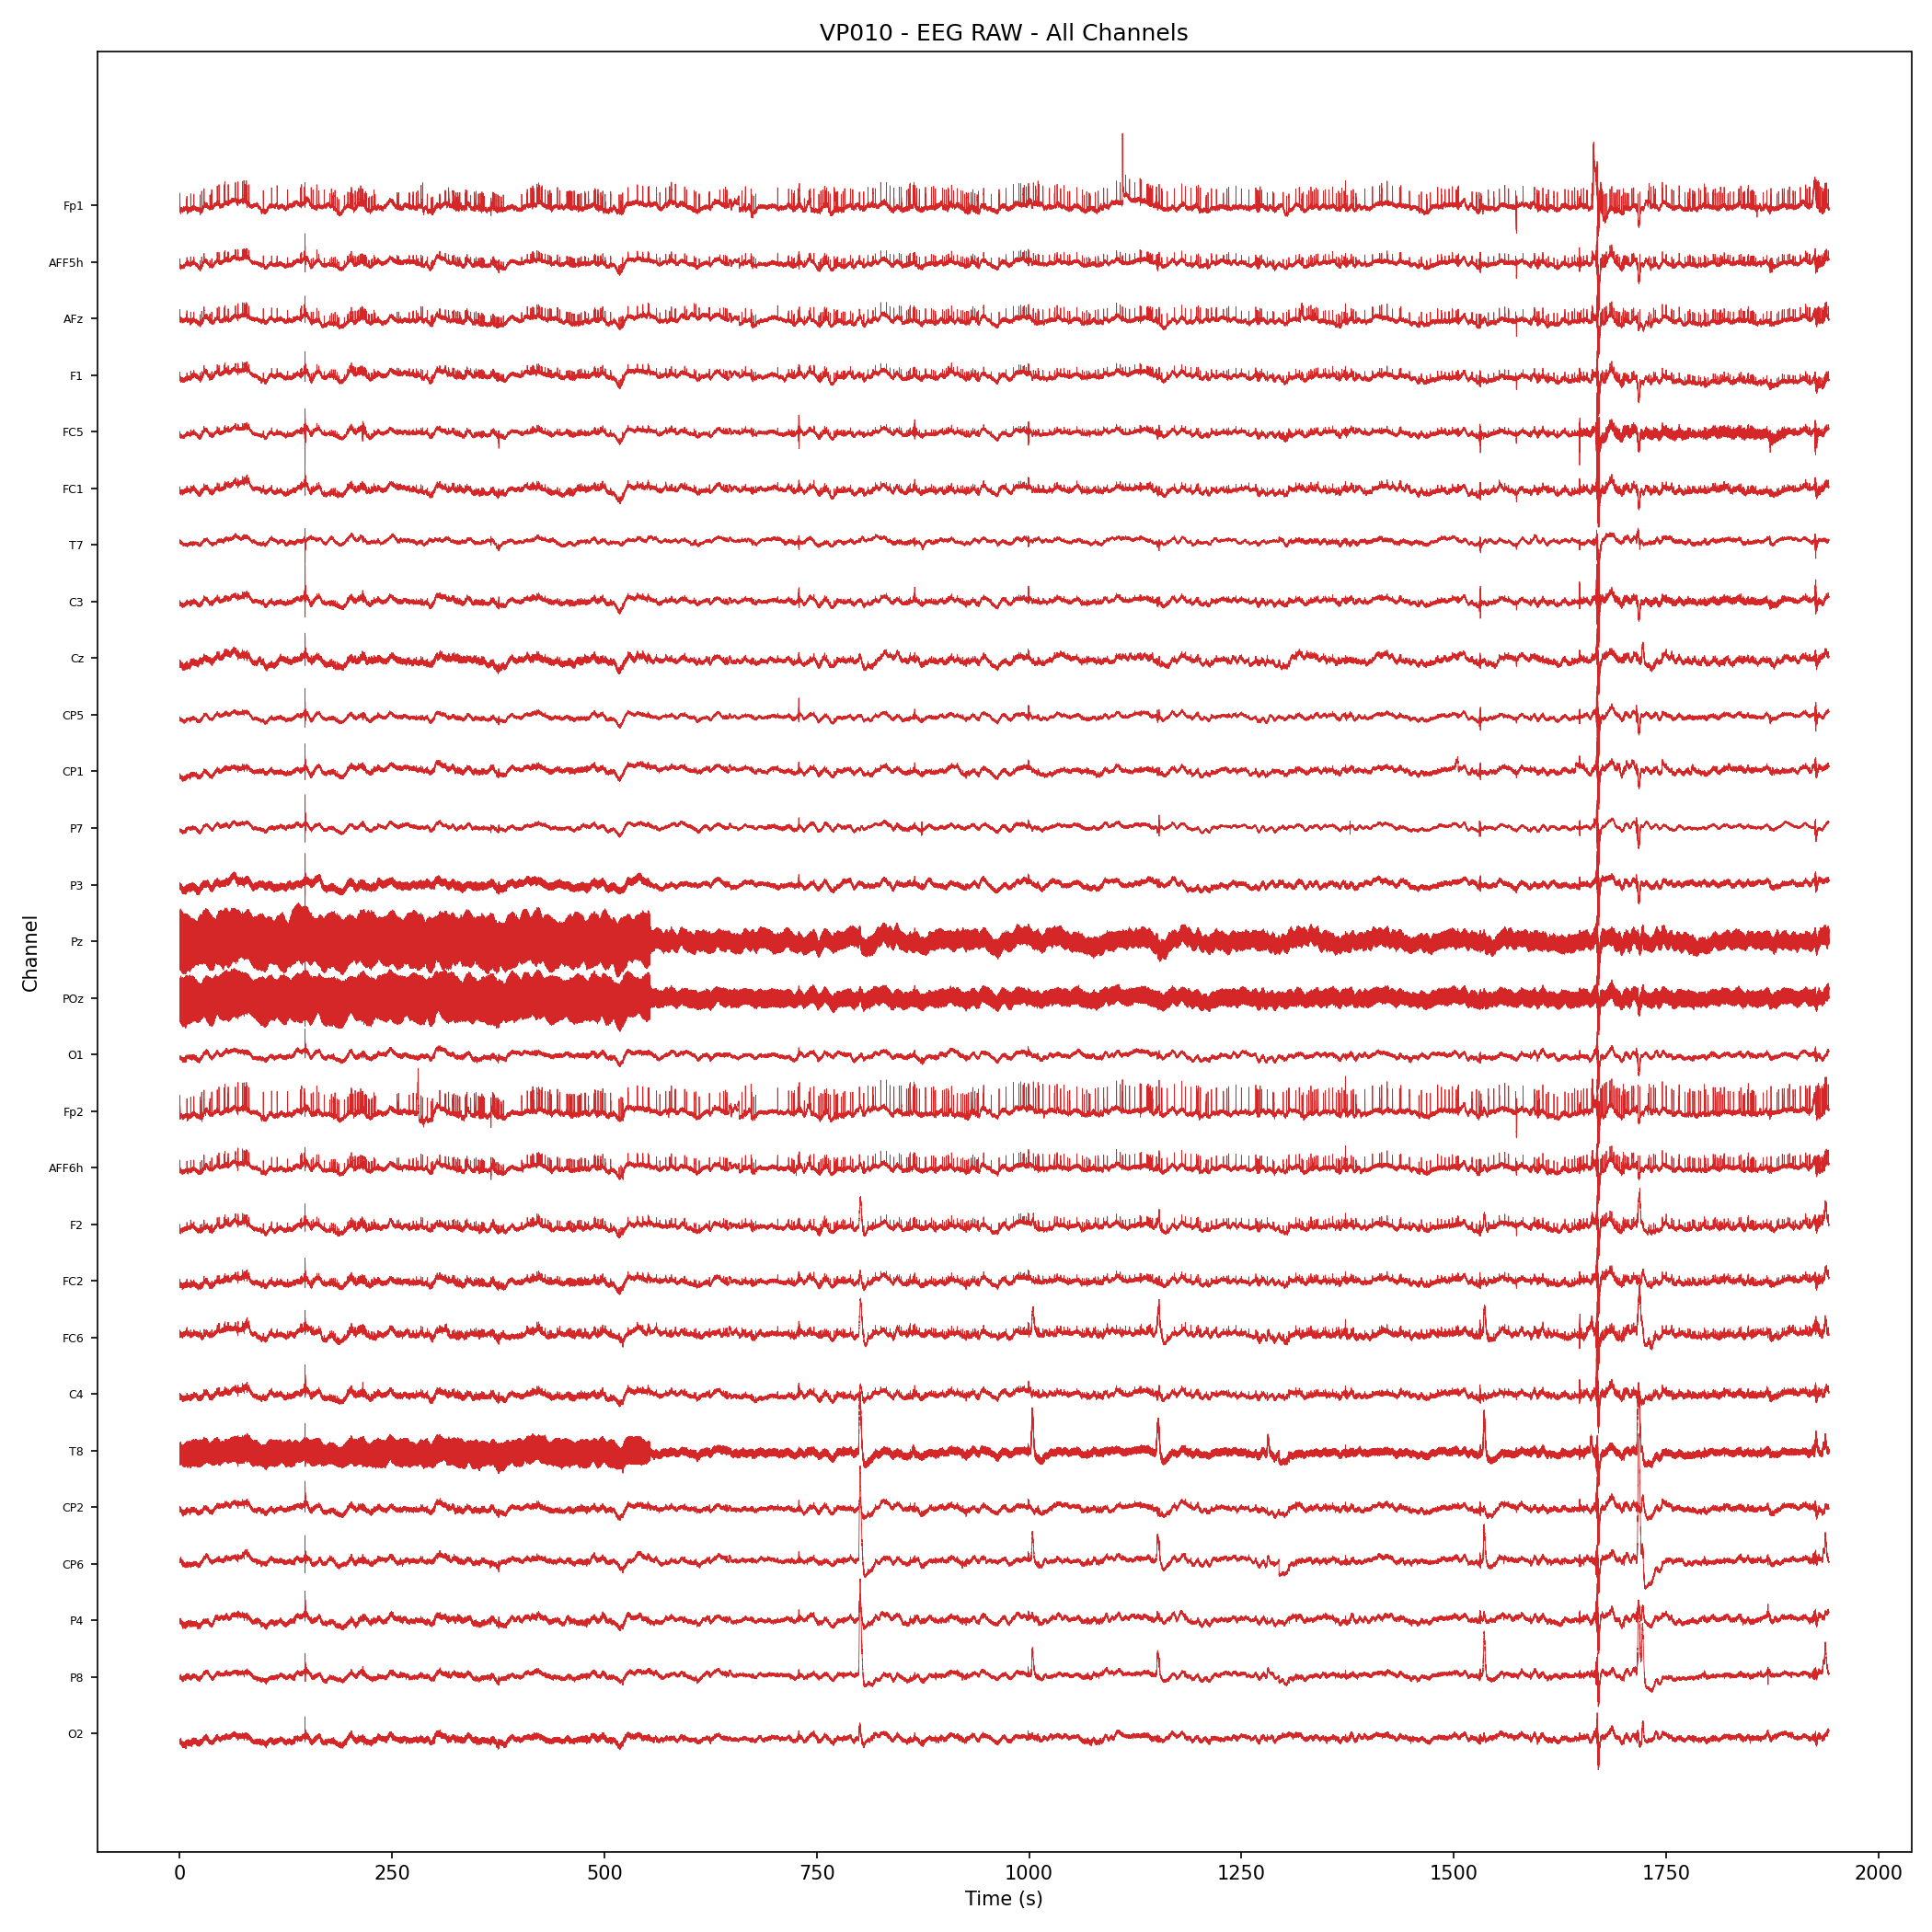 VP010 - EEG RAW - All Channels
Channel
Fp1
AFF5h
AFz
F1
FC5
FC1
T7
C3
Cz
CP5
CP1
P7
P3
Pz
POz
O1
Fp2
AFF6h
F2
FC2
FC6
C4
T8
CP2
CP6
P4
P8
O2
0 250 500 750 1000 1250 1500 1750 2000
Time (s)